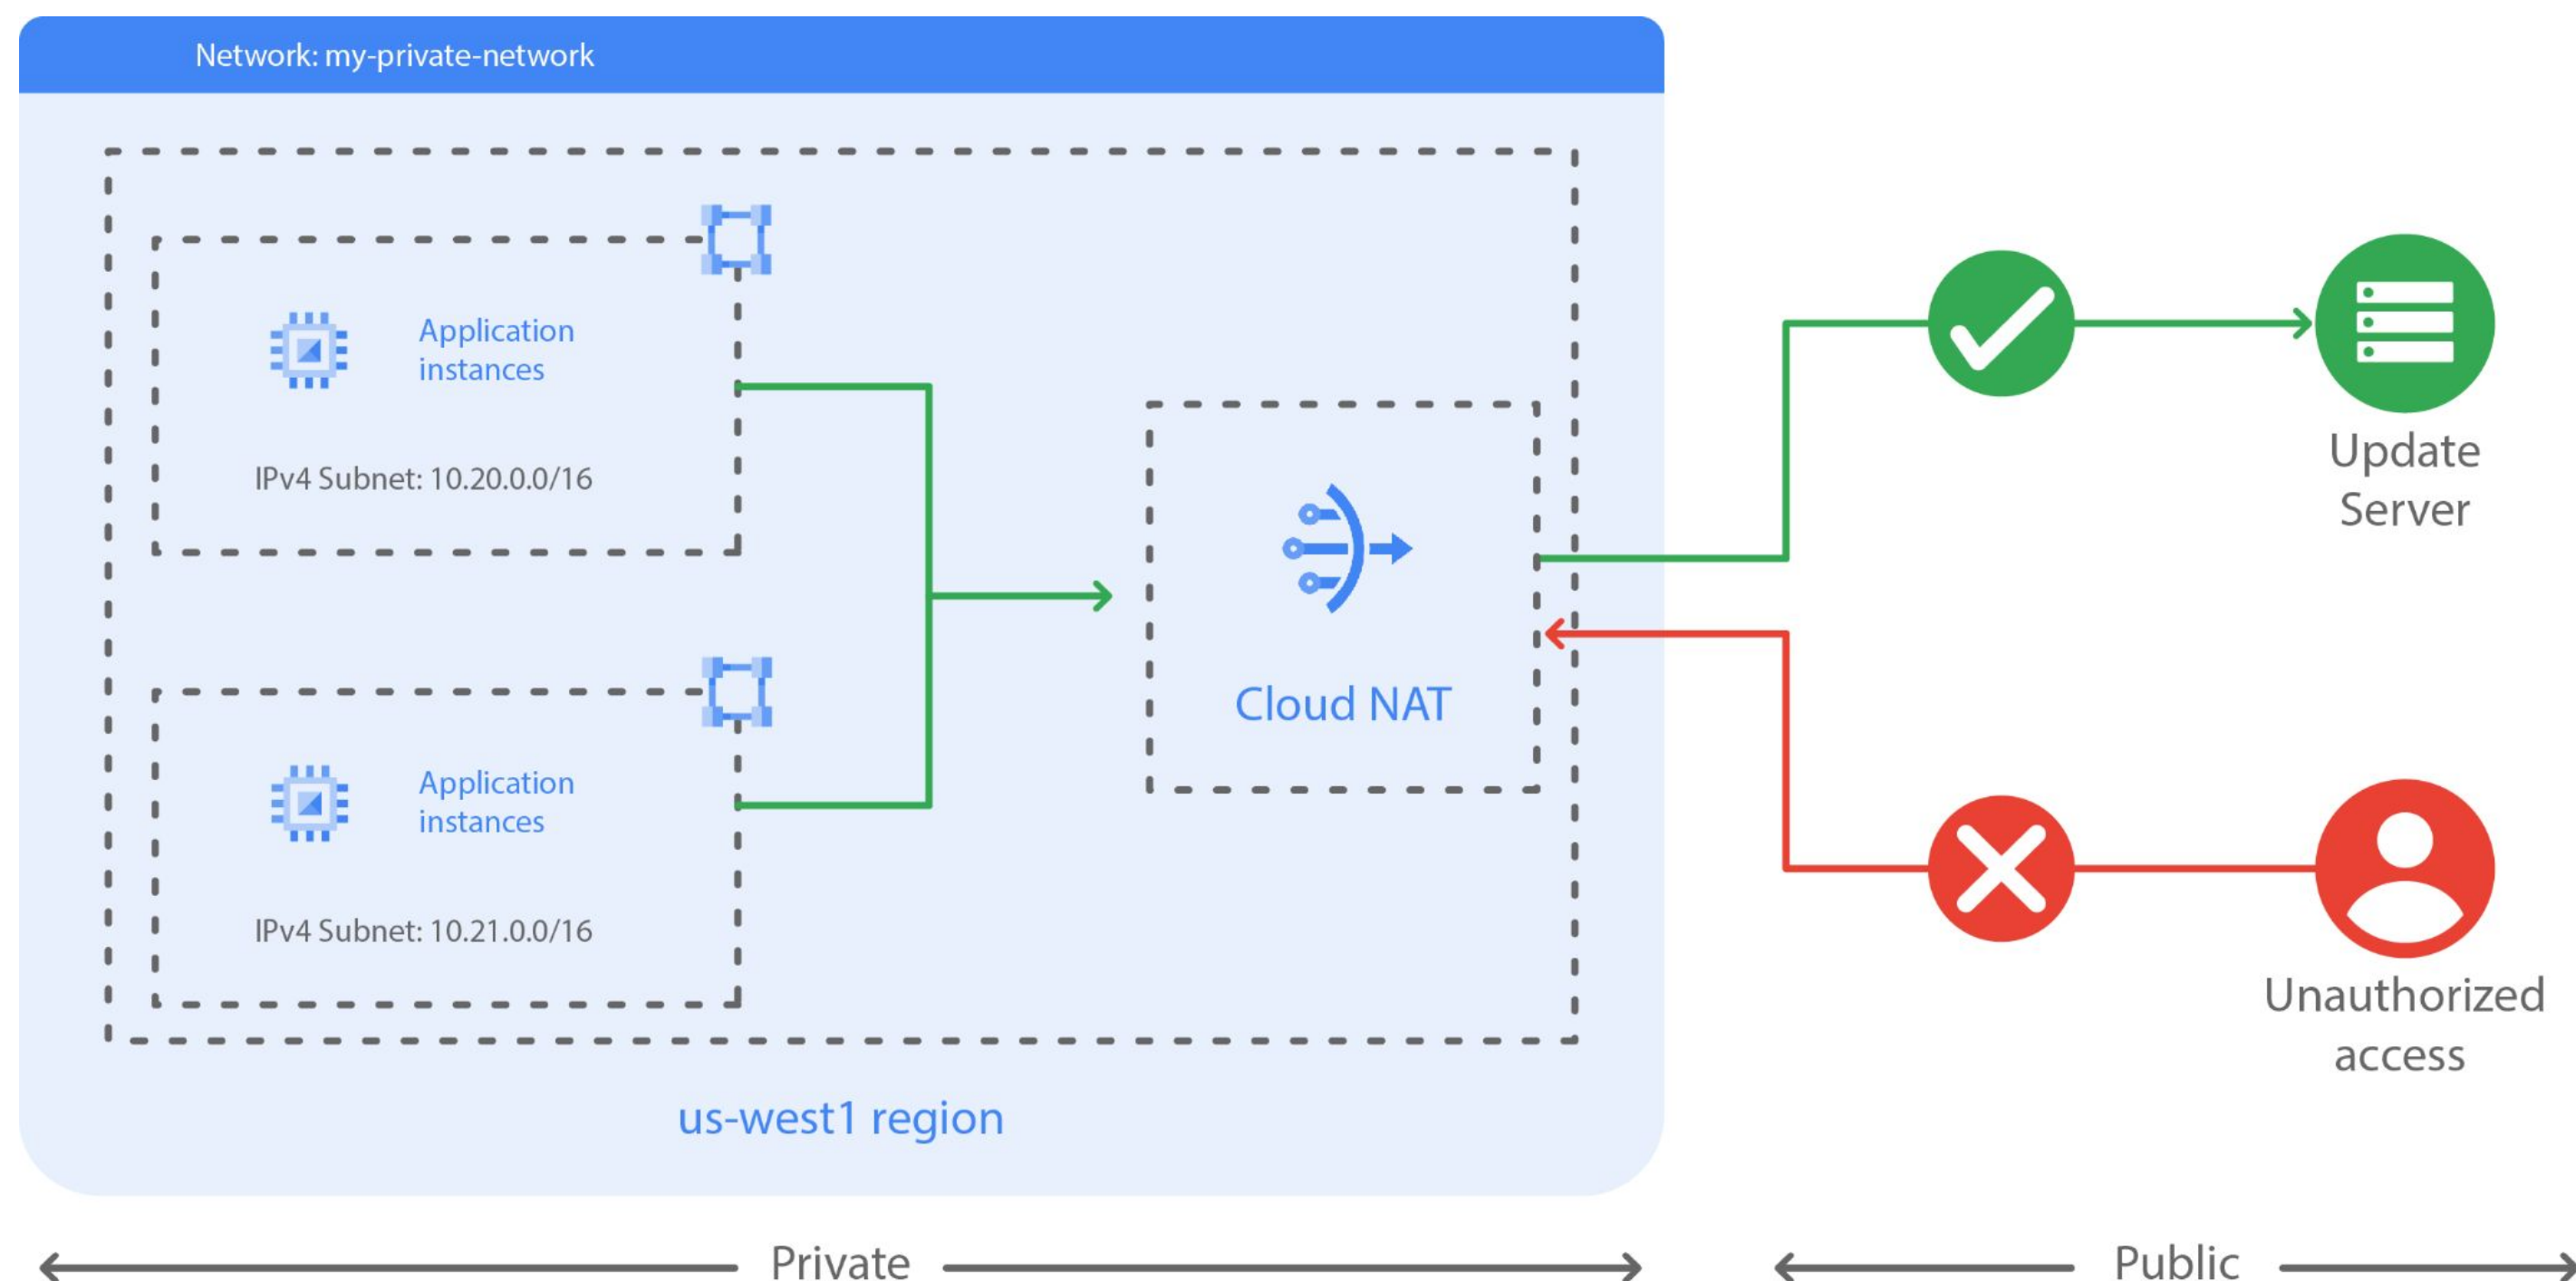 Network: my-private-network
Application
instances
IPv4 Subnet: 10.20.0.0/16
Application
instances
IPv4 Subnet: 10.21.0.0/16
Cloud NAT
us-west1 region
Update
Server
Unauthorized
access
Private
Public